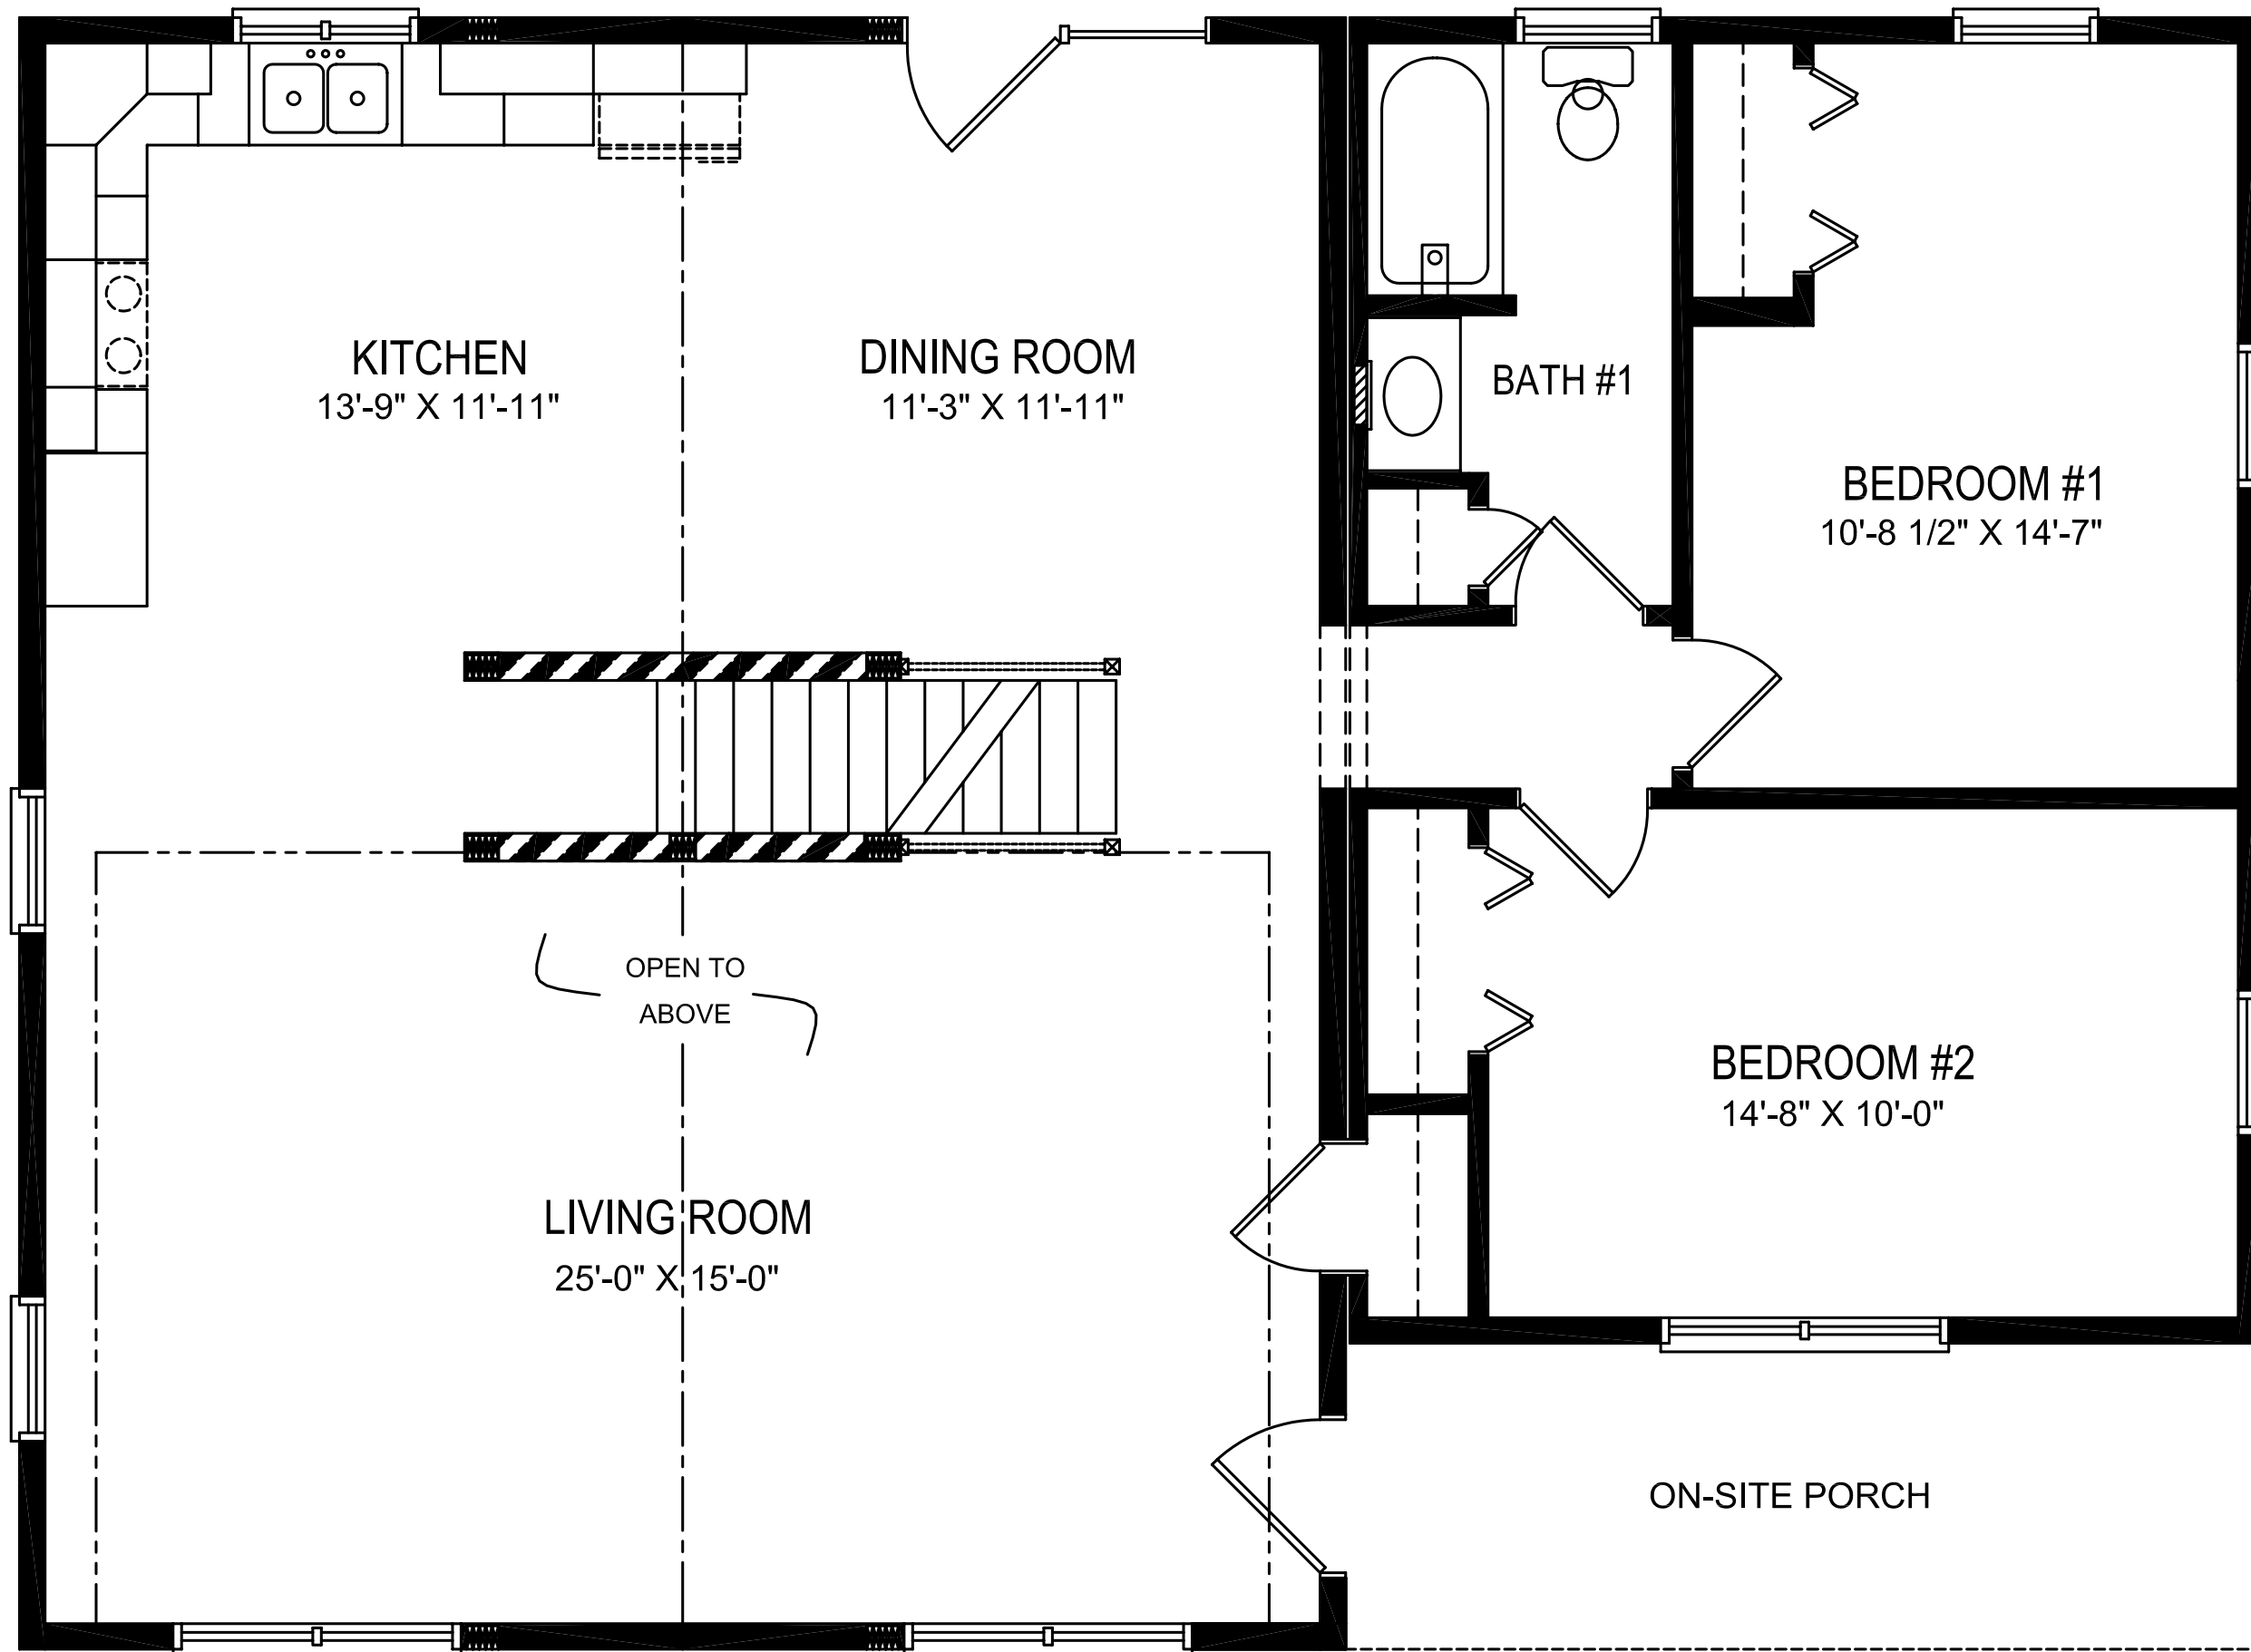 KITCHEN
13'-9" X 11'-11"
DINING ROOM
11'-3" X 11'-11"
BATH #1
BEDROOM #1
10'-8 1/2" X 14'-7"
OPEN TO
ABOVE
BEDROOM #2
14'-8" X 10'-0"
LIVING ROOM
25'-0" X 15'-0"
ON-SITE PORCH